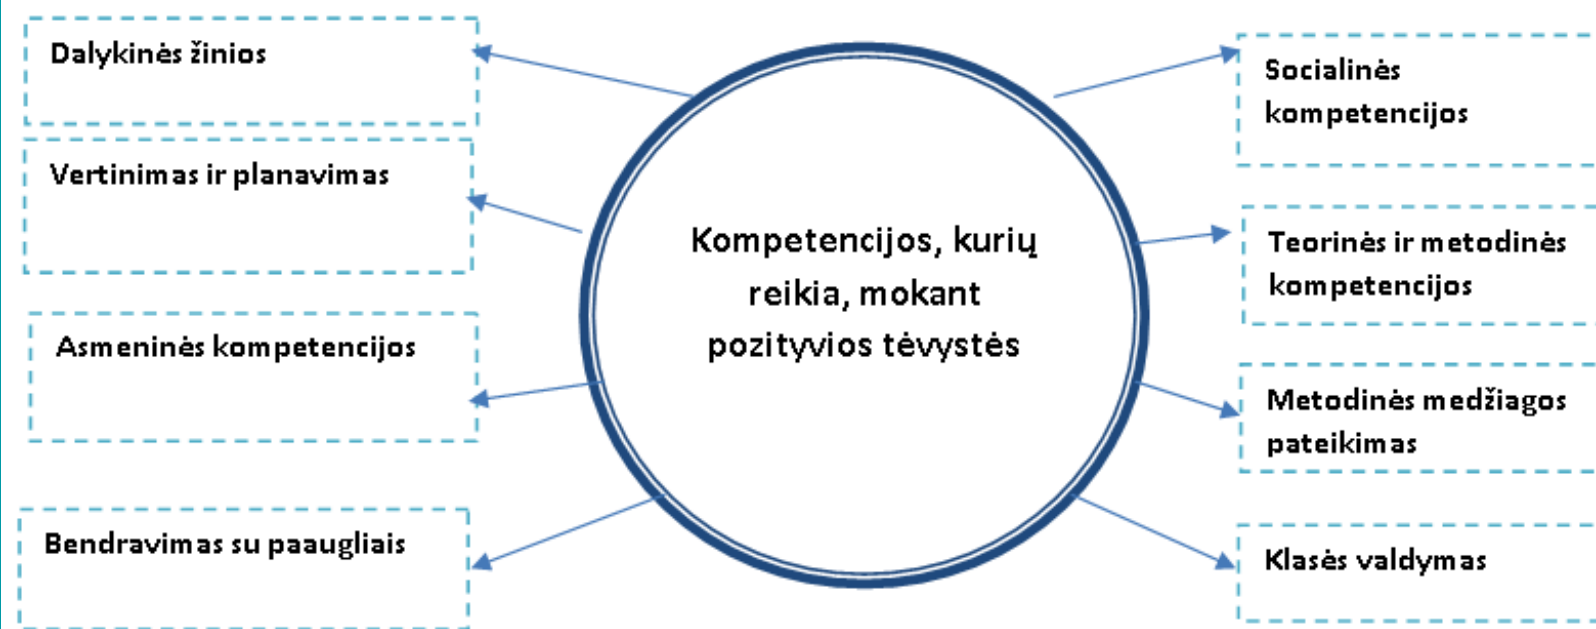 Dalykinės žinios
Vertinimas ir planavimas
Asmeninės kompetencijos
Bendravimas su paaugliais
Kompetencijos, kurių
reikia, mokant
pozityvios tėvystės
Socialinės
kompetencijos
Teorinės ir metodinės
kompetencijos
Metodinės medžiagos
pateikimas
Klasės valdymas